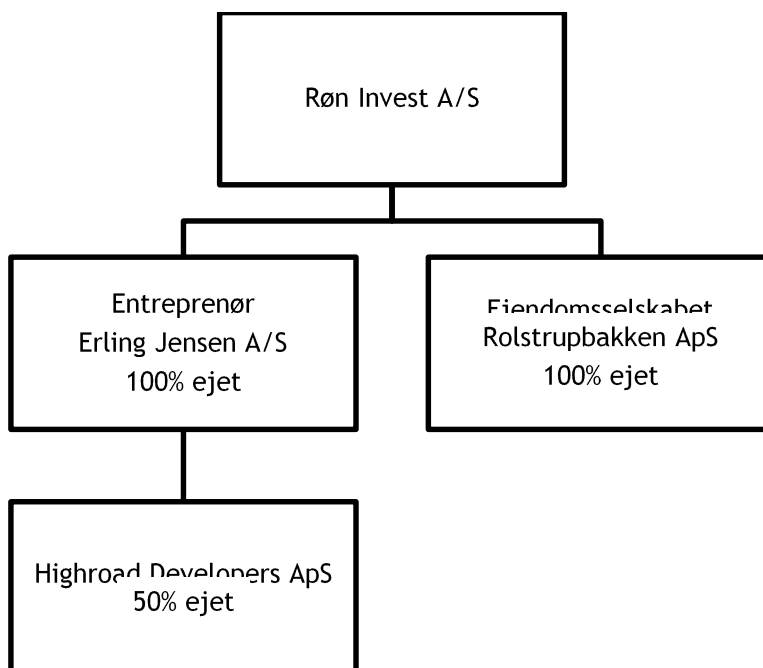 Røn Invest A/S
Entreprenør
Erling Jensen A/S
100% ejet
Ejendomsselskabet
Rolstrupbakken ApS
100% ejet
Highroad Developers ApS
50% ejet